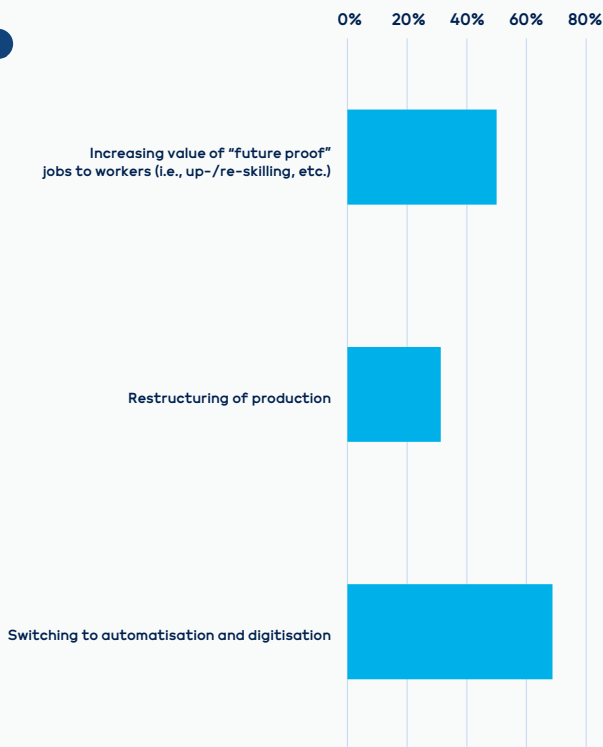 0% 20% 40% 60% 80%
Increasing value of “future proof”
jobs to workers (i.e., up-/re-skilling, etc.)
Restructuring of production
Switching to automatisation and digitisation